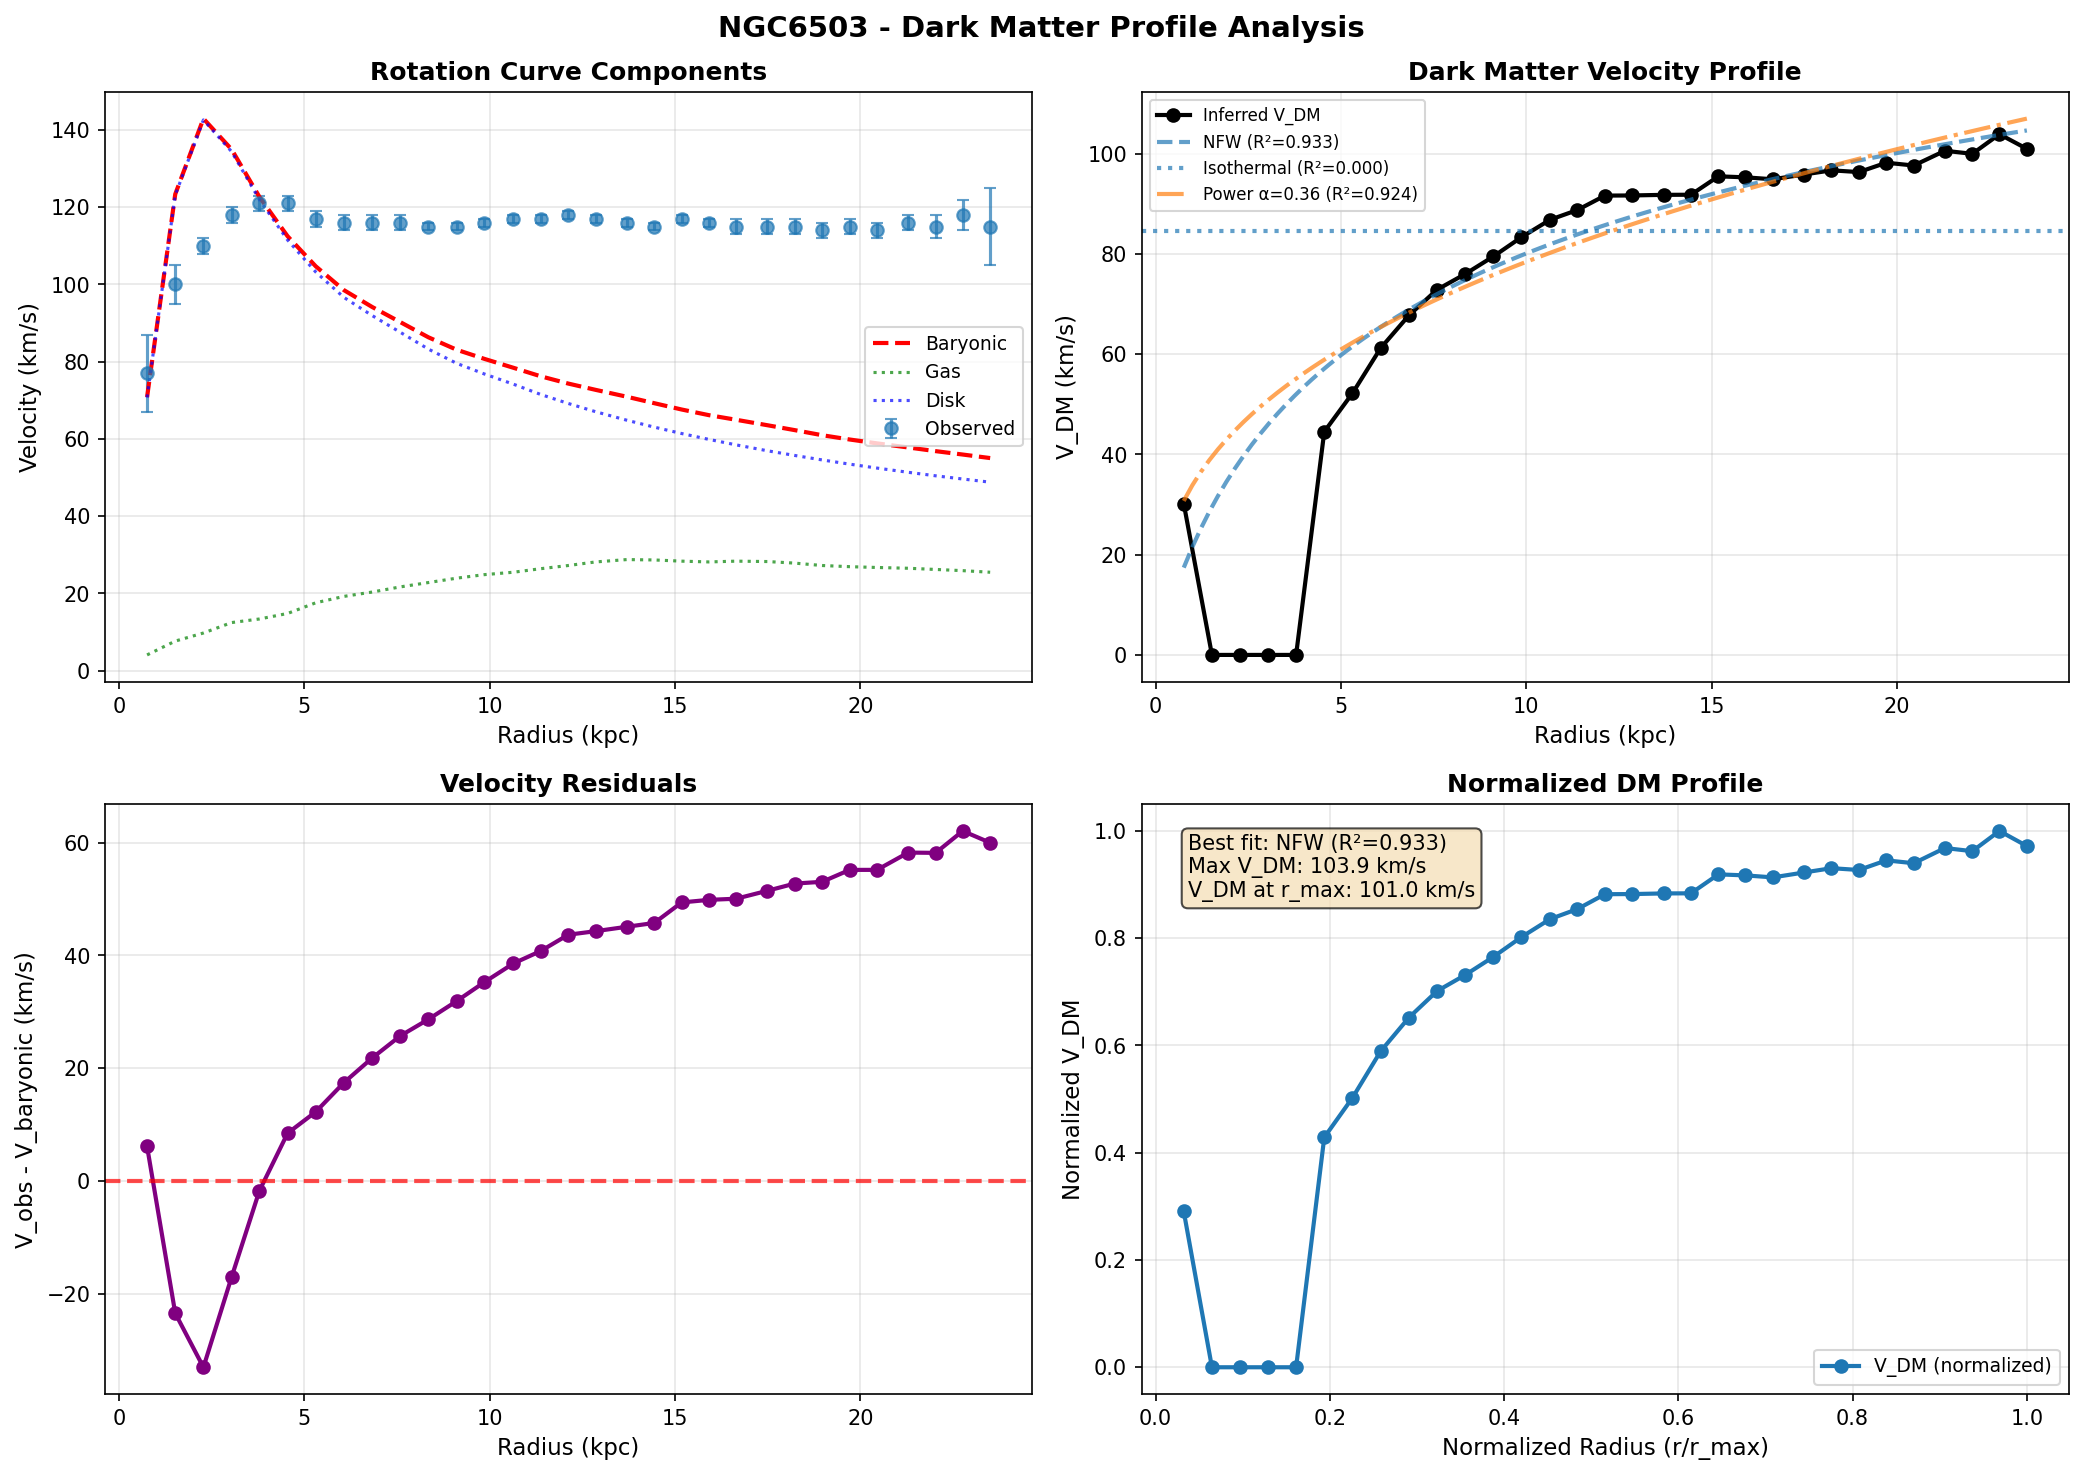 NGC6503 - Dark Matter Profile Analysis
Rotation Curve Components
Velocity (km/s)
140
120
100
80
60
40
20
0
0
5
10
15
20
Radius (kpc)
Baryonic
Gas
Disk
Observed
Dark Matter Velocity Profile
V_DM (km/s)
100
80
60
40
20
0
0
5
10
15
20
Radius (kpc)
Inferred V_DM
NFW (R²=0.933)
Isothermal (R²=0.000)
Power α=0.36 (R²=0.924)
Velocity Residuals
V_obs - V_baryonic (km/s)
60
40
20
0
−20
0
5
10
15
20
Radius (kpc)
Normalized DM Profile
Normalized V_DM
1.0
0.8
0.6
0.4
0.2
0.0
0.0
0.2
0.4
0.6
0.8
1.0
Normalized Radius (r/r_max)
Best fit: NFW (R²=0.933)
Max V_DM: 103.9 km/s
V_DM at r_max: 101.0 km/s
V_DM (normalized)